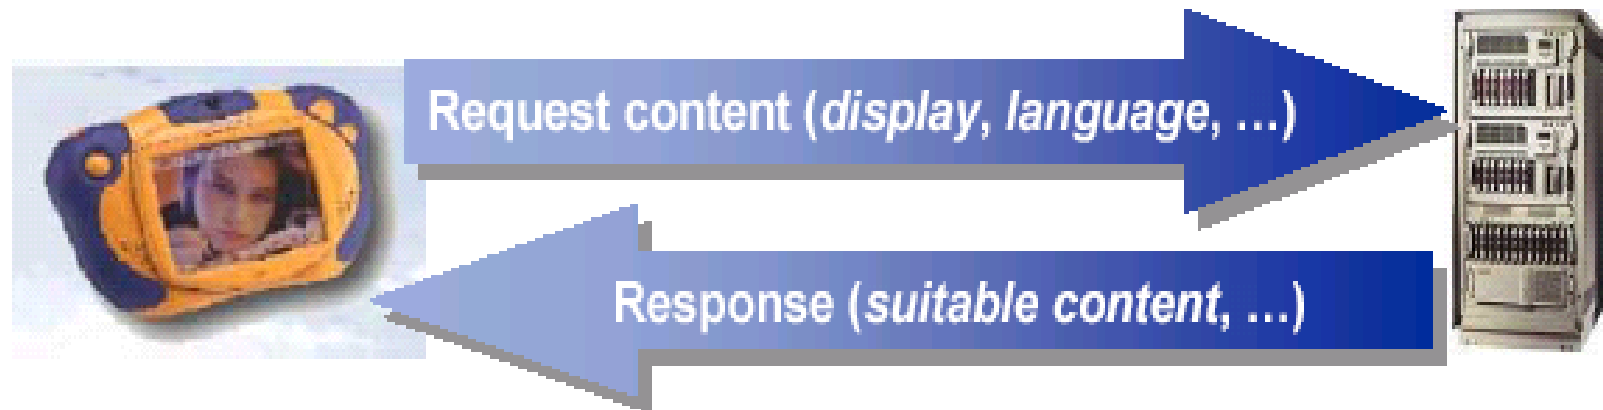 Request content (display, language, …)
Response (suitable content, …)